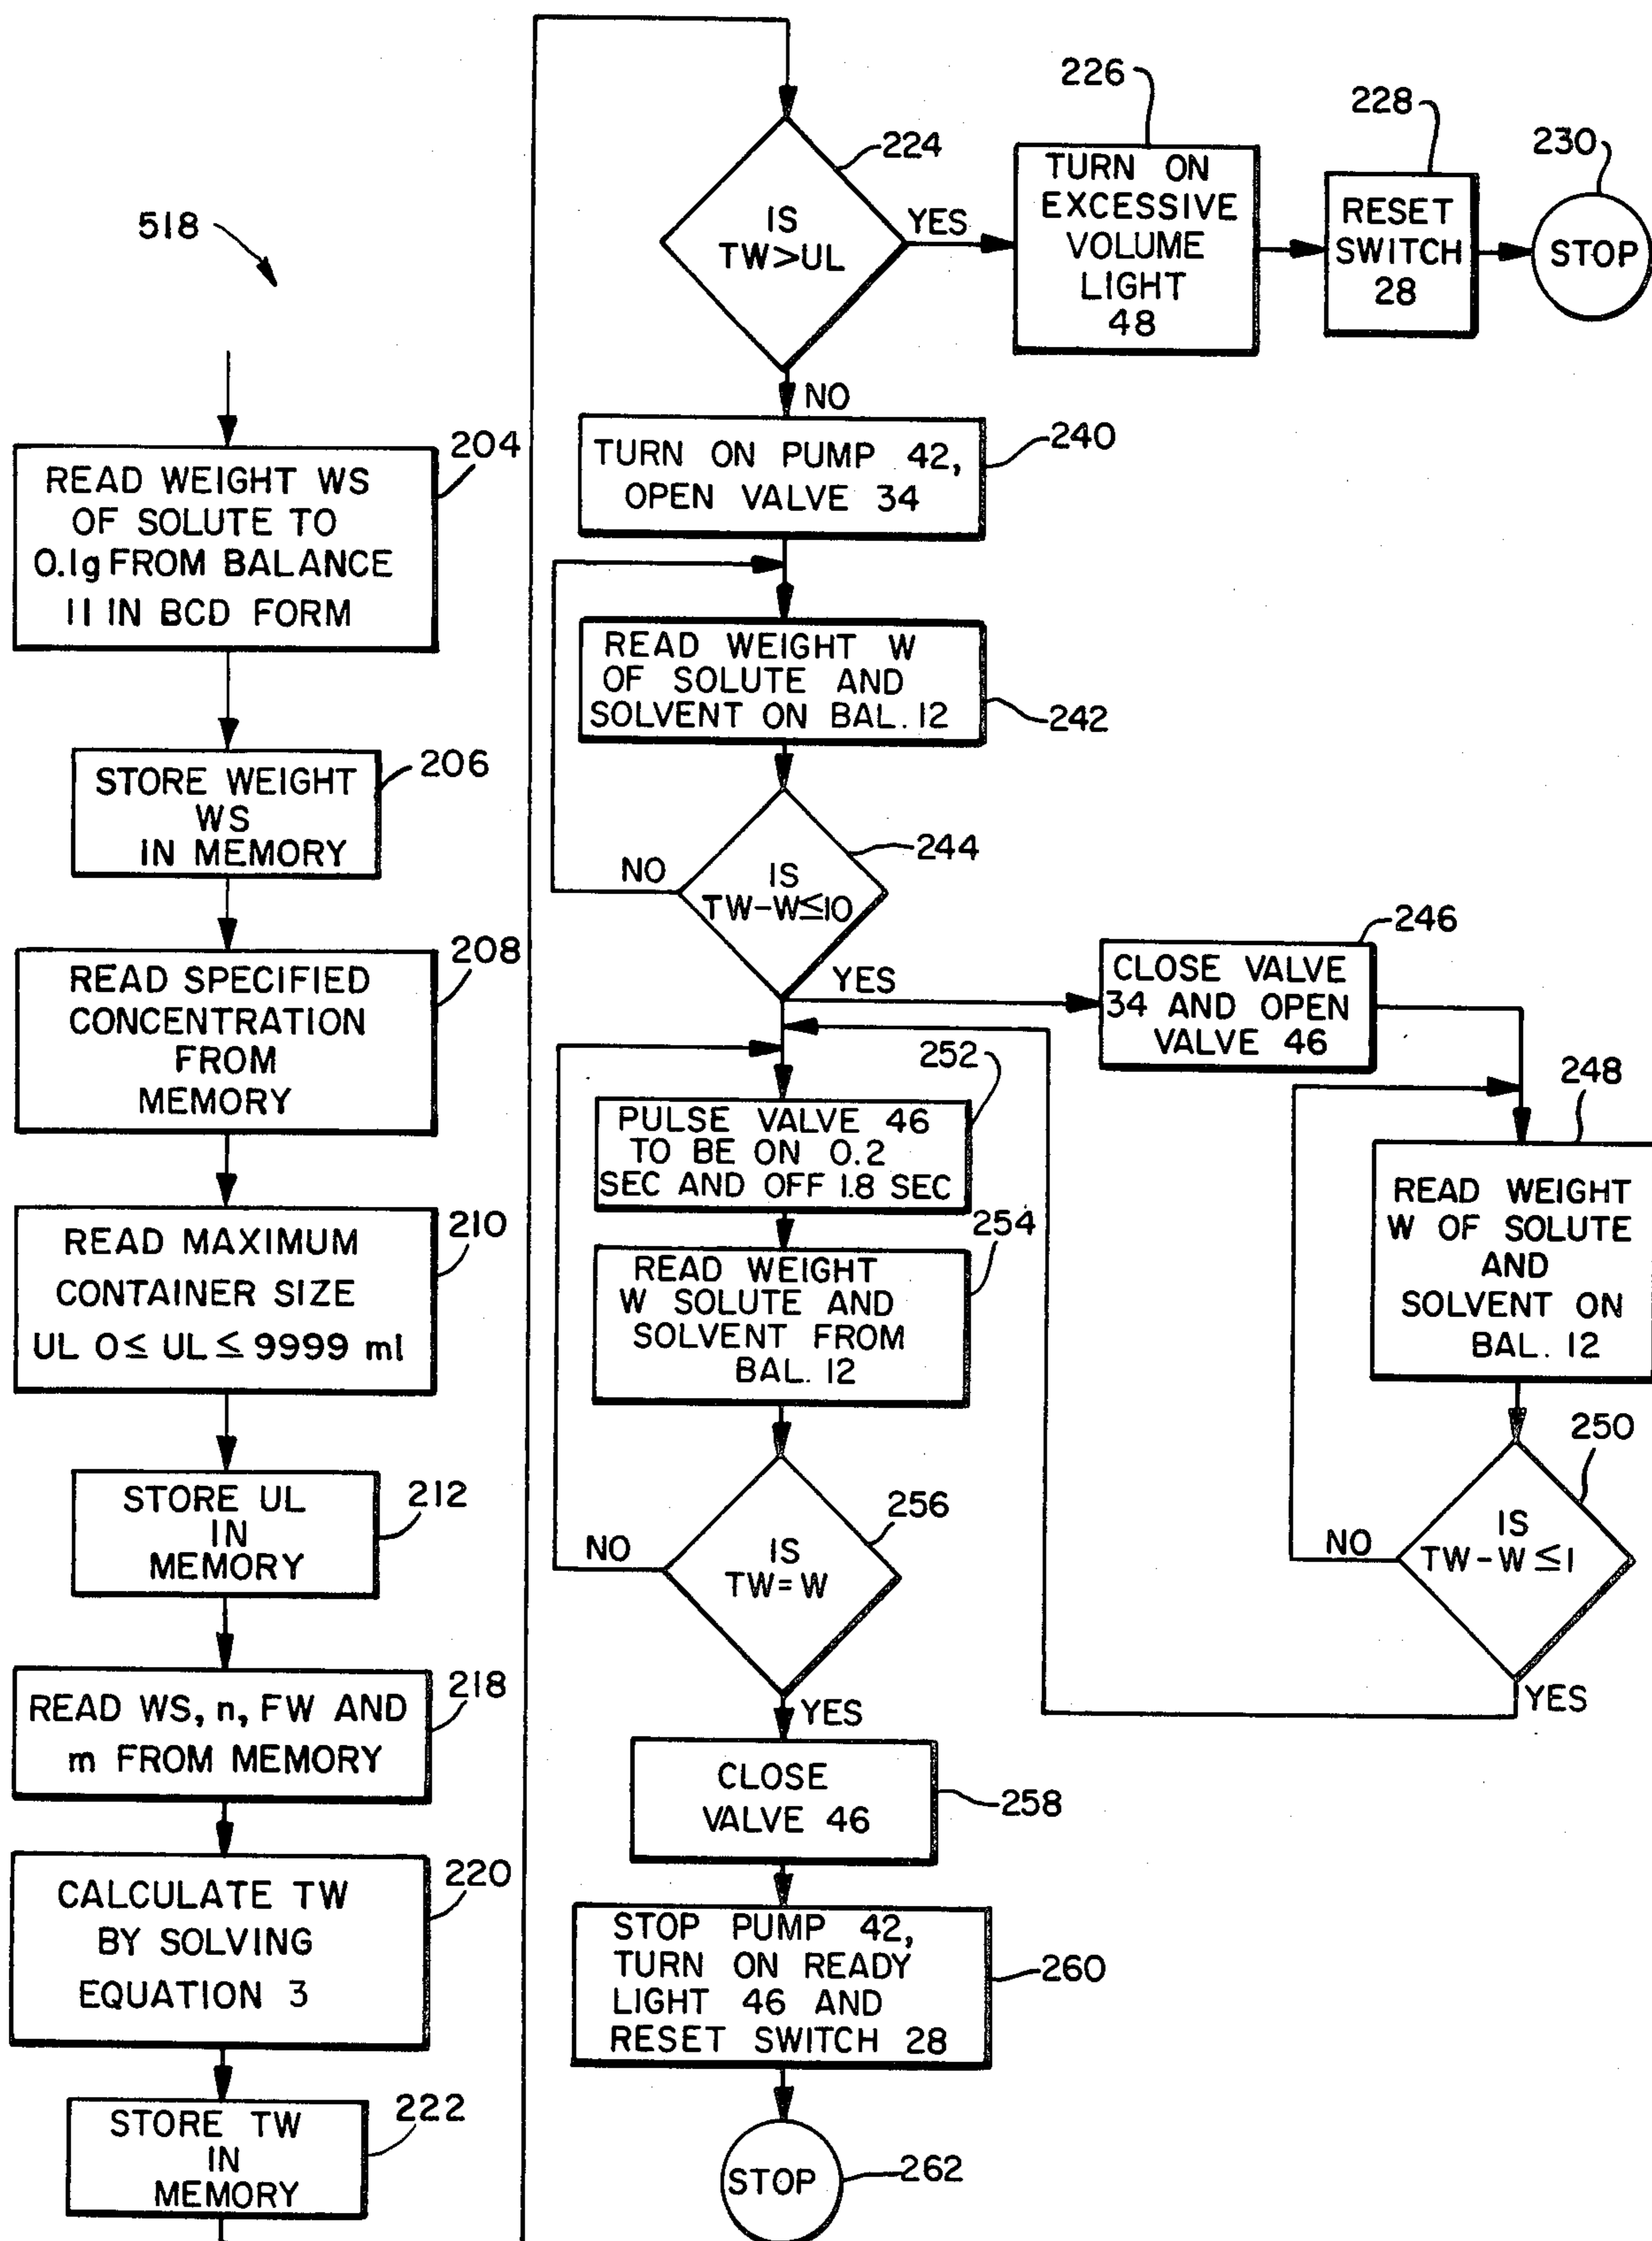 518
204
READ WEIGHT WS
OF SOLUTE TO
0.1g FROM BALANCE
11 IN BCD FORM
206
STORE WEIGHT
WS
IN MEMORY
208
READ SPECIFIED
CONCENTRATION
FROM
MEMORY
210
READ MAXIMUM
CONTAINER SIZE
UL 0≤ UL ≤ 9999 ml
212
STORE UL
IN
MEMORY
218
READ WS, n, FW AND
m FROM MEMORY
220
CALCULATE TW
BY SOLVING
EQUATION 3
222
STORE TW
IN
MEMORY
224
IS
TW>UL
YES
NO
226
TURN ON
EXCESSIVE
VOLUME
LIGHT
48
228
RESET
SWITCH
28
230
STOP
240
TURN ON PUMP 42,
OPEN VALVE 34
242
READ WEIGHT W
OF SOLUTE AND
SOLVENT ON BAL. 12
244
IS
TW-W≤10
NO
YES
246
CLOSE VALVE
34 AND OPEN
VALVE 46
248
READ WEIGHT
W OF SOLUTE
AND
SOLVENT ON
BAL. 12
250
IS
TW-W ≤1
NO
YES
252
PULSE VALVE 46
TO BE ON 0.2
SEC AND OFF 1.8 SEC
254
READ WEIGHT
W SOLUTE AND
SOLVENT FROM
BAL. 12
256
IS
TW=W
NO
YES
258
CLOSE
VALVE 46
260
STOP PUMP 42,
TURN ON READY
LIGHT 46 AND
RESET SWITCH 28
262
STOP